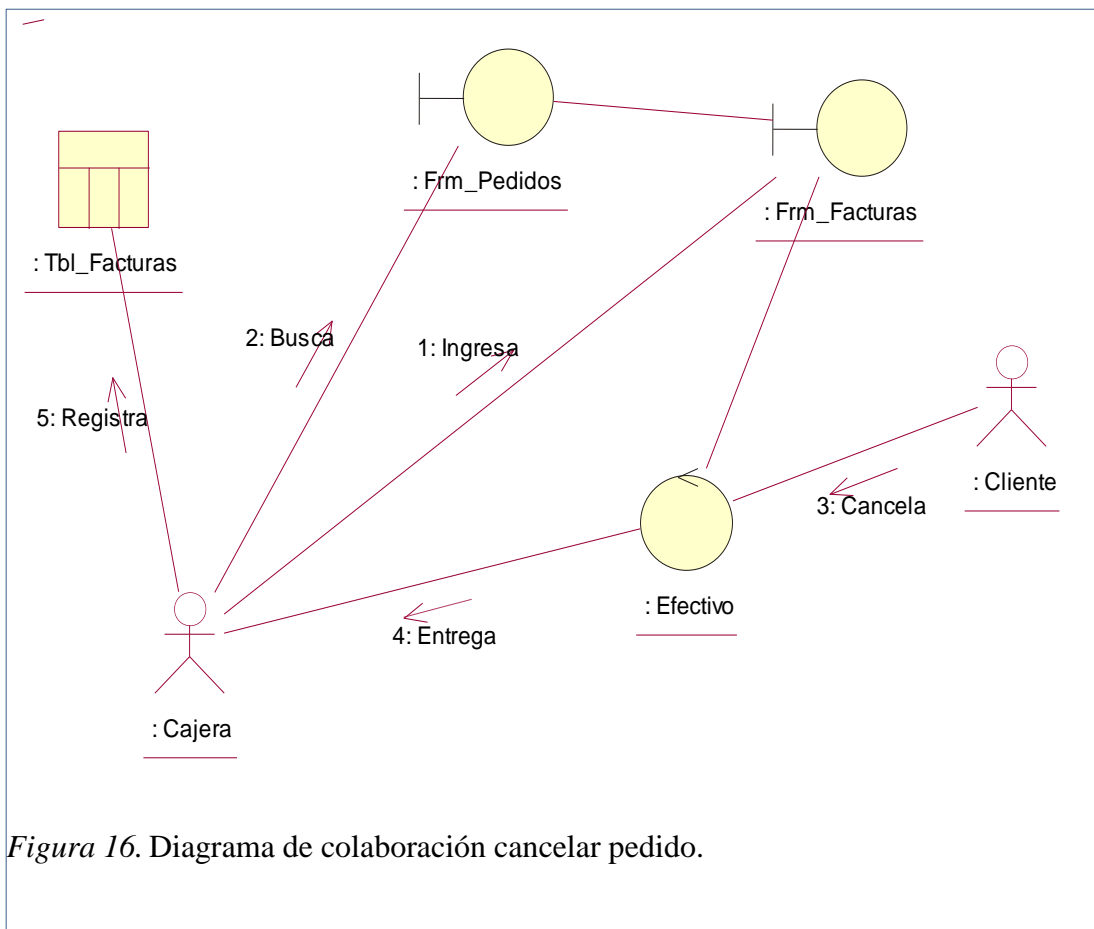 : Frm_Pedidos
: Frm_Facturas
: Tbl_Facturas
2: Busca
1: Ingresa
5: Registra
: Cliente
3: Cancela
: Efectivo
4: Entrega
: Cajera
Figura 16. Diagrama de colaboración cancelar pedido.